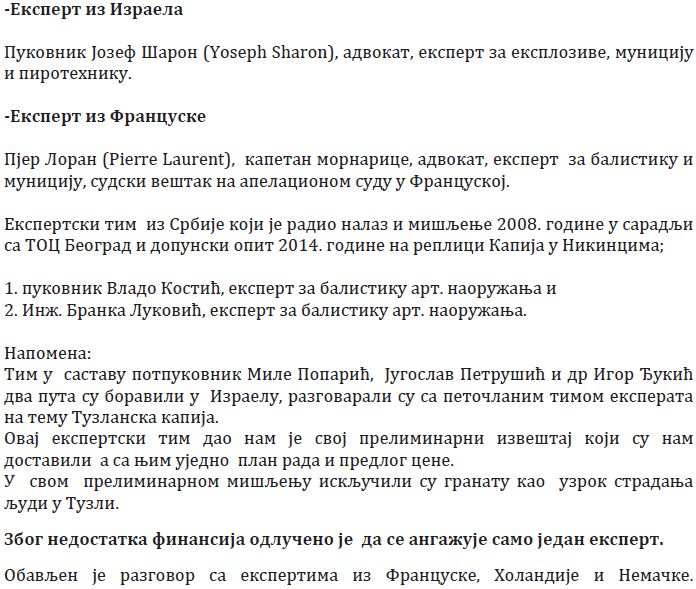 -Експерт из Израела
Пуковник Јозеф Шарон (Yoseph Sharon), адвокат, експерт за експлозиве, муницију
и пиротехнику.
-Експерт из Француске
Пјер Лоран (Pierre Laurent), капетан морнарице, адвокат, експерт за балистику и
муницију, судски вештак на апелационом суду у Француској.
Експертски тим из Србије који је радио налаз и мишљење 2008. године у сарадљи
са ТОЦ Београд и допунски опит 2014. године на реплици Капија у Никинцима;
1. пуковник Владо Костић, експерт за балистику арт. наоружања и
2. Инж. Бранка Луковић, експерт за балистику арт. наоружања.
Напомена:
Тим у саставу потпуковник Миле Попарић, Југослав Петрушић и др Игор Ђукић
два пута су боравили у Израелу, разговарали су са петочланим тимом експерата
на тему Тузланска капија.
Овај експертски тим дао нам је свој прелиминарни извештај који су нам
доставили а са њим уједно план рада и предлог цене.
У свом прелиминарном мишљењу искључили су гранату као узрок страдања
људи у Тузли.
Због недостатка финансија одлучено је да се ангажује само један експерт.
Обављен је разговор са експертима из Француске, Холандије и Немачке.